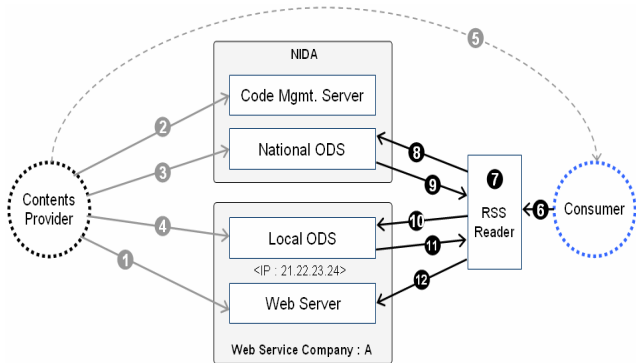 5
NIDA
Code Mgmt. Server
2
National ODS
8
7
3
9
Contents
Provider
RSS
Reader
6
Consumer
4
10
Local ODS
11
1
<IP : 21.22.23.24>
12
Web Server
Web Service Company : A